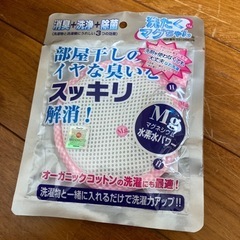 消臭+洗浄+除菌
洗たく
マグちゃん
部屋干しの
イヤな臭い
スッキリ
解消!
Mg
マグネシウム
水素水パワー
オーガニックコットンの洗濯にも最適!
洗濯物と一緒に入れるだけで洗濯力アップ!!